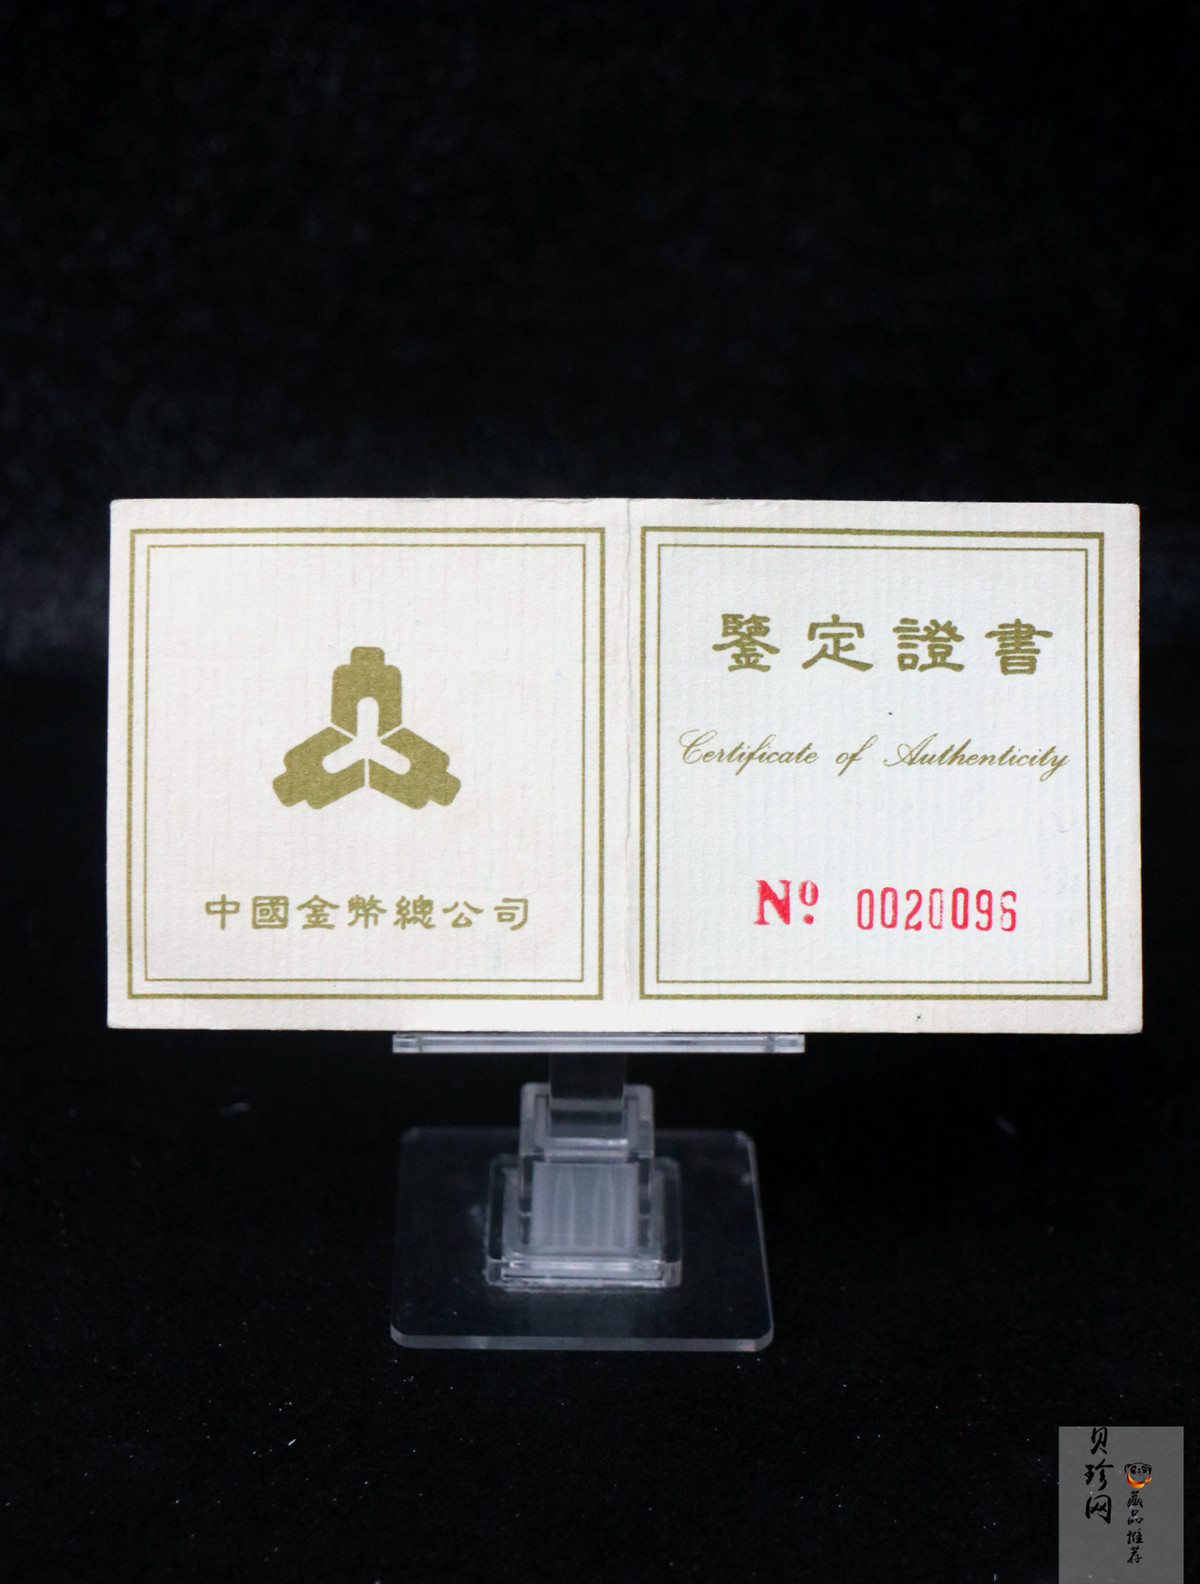 中國金幣總公司
鑒定證書
Certificate of Authenticity
Nº 0020096
贝珍网
藏品推荐